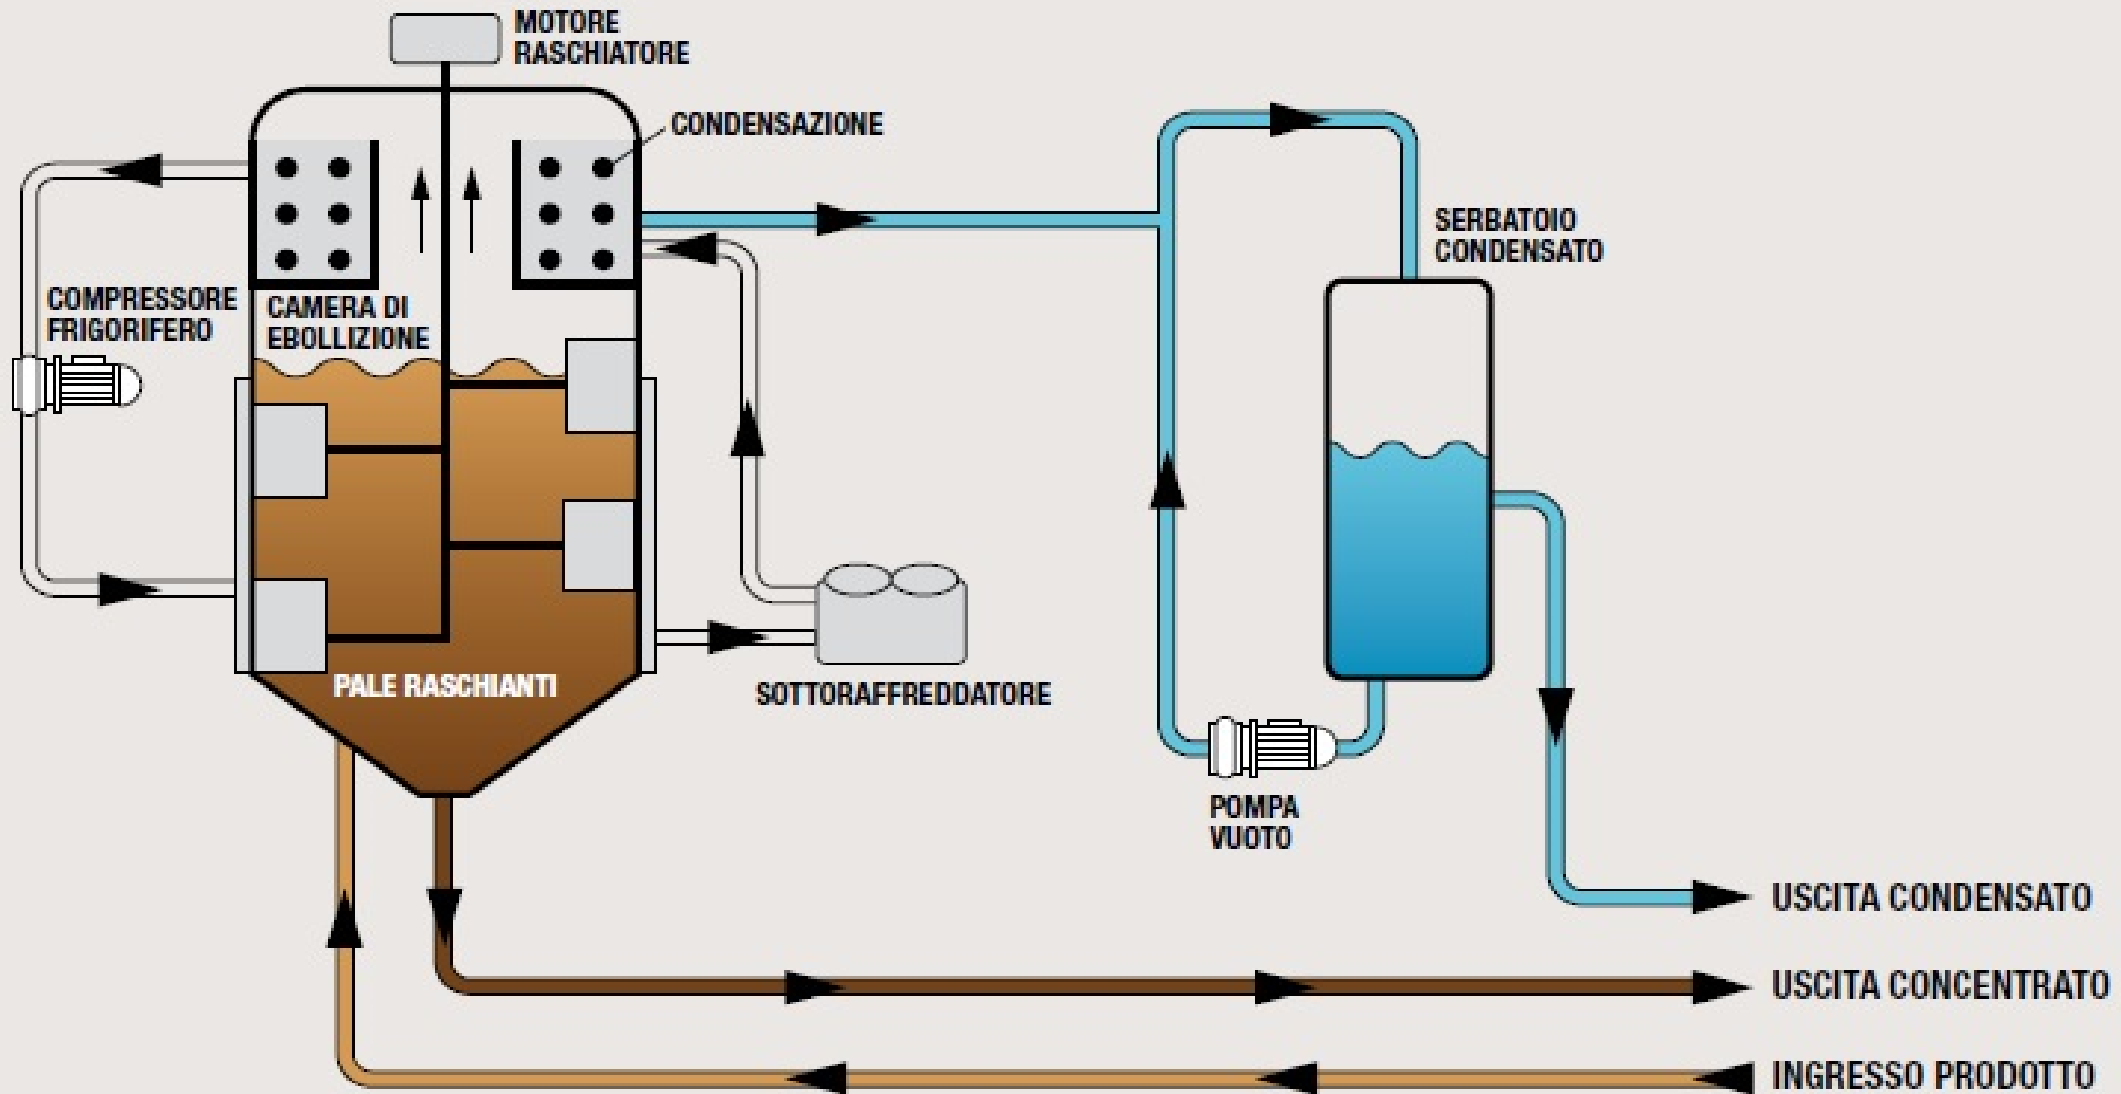 MOTORE
RASCHIATORE
CONDENSAZIONE
COMPRESSORE
FRIGORIFERO
CAMERA DI
EBOLLIZIONE
SERBATOIO
CONDENSATO
PALE RASCHIANTI
SOTTORAFFREDDATORE
POMPA
VUOTO
USCITA CONDENSATO
USCITA CONCENTRATO
INGRESSO PRODOTTO